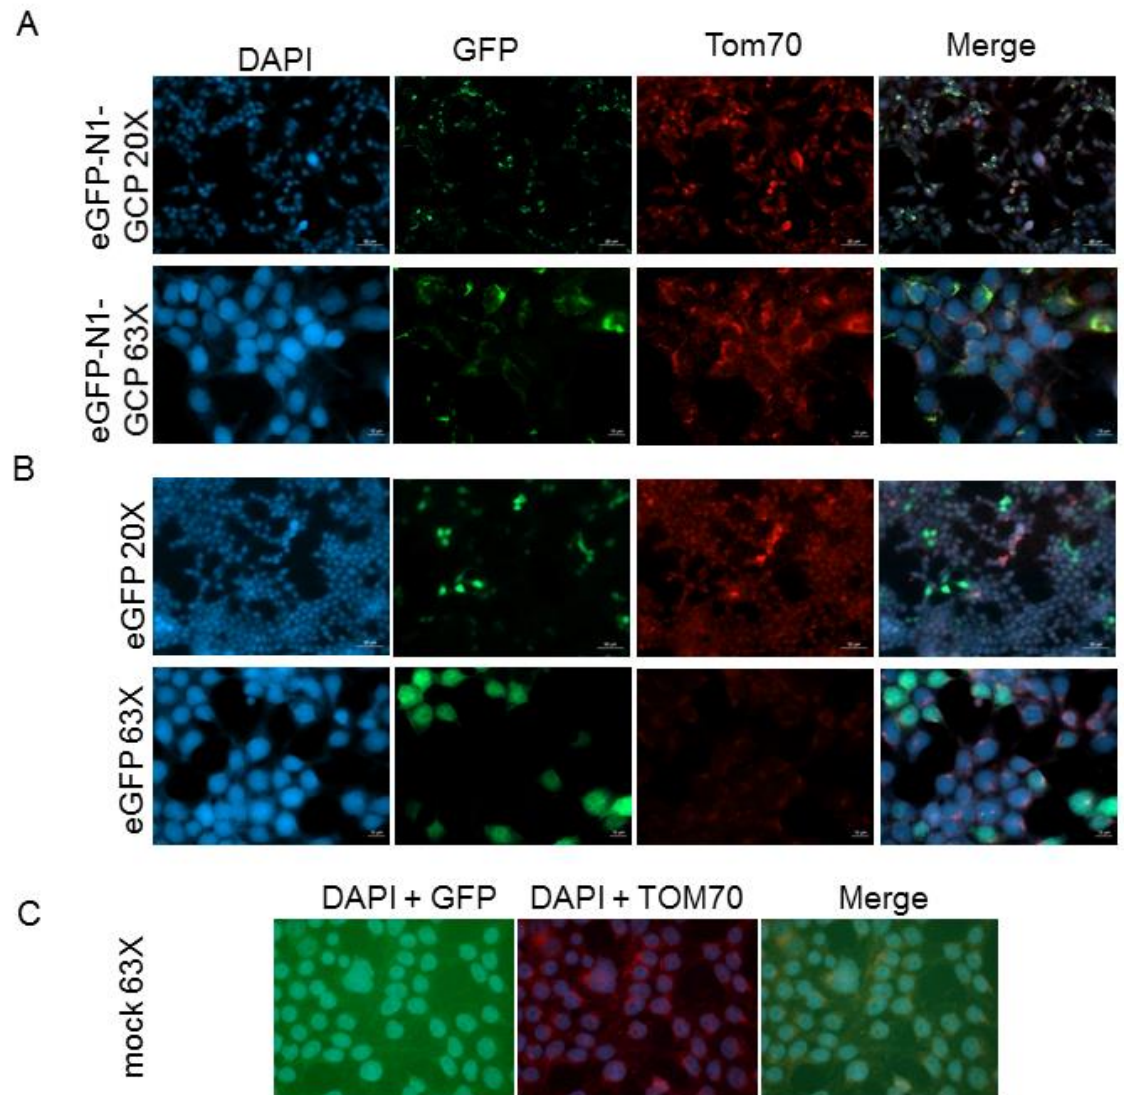 A
DAPI GFP Tom70 Merge
eGFP-N1-
GCP 20X
eGFP-N1-
GCP 63X
B
eGFP 20X
eGFP 63X
C
DAPI + GFP DAPI + TOM70 Merge
mock 63X